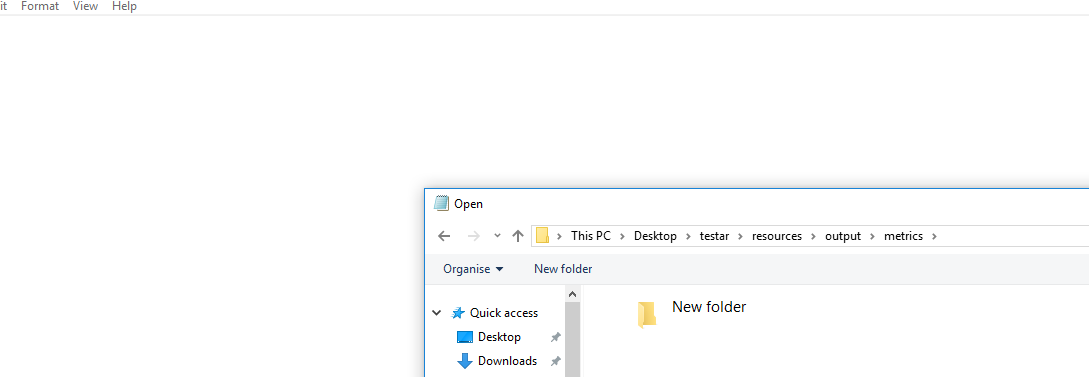 it Format View Help
Open
This PC Desktop testar resources output metrics
Organise New folder
Quick access
New folder
Desktop
Downloads